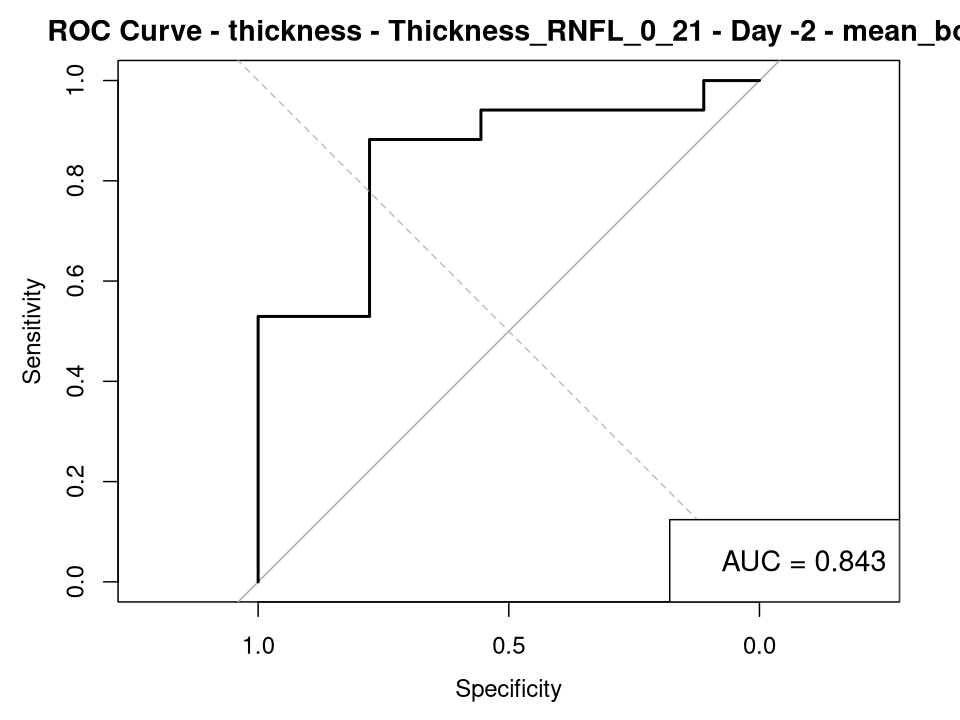 ROC Curve - thickness - Thickness_RNFL_0_21 - Day -2 - mean_bo
1.0
0.8
0.6
0.4
0.2
0.0
Sensitivity
AUC = 0.843
1.0 0.5 0.0
Specificity